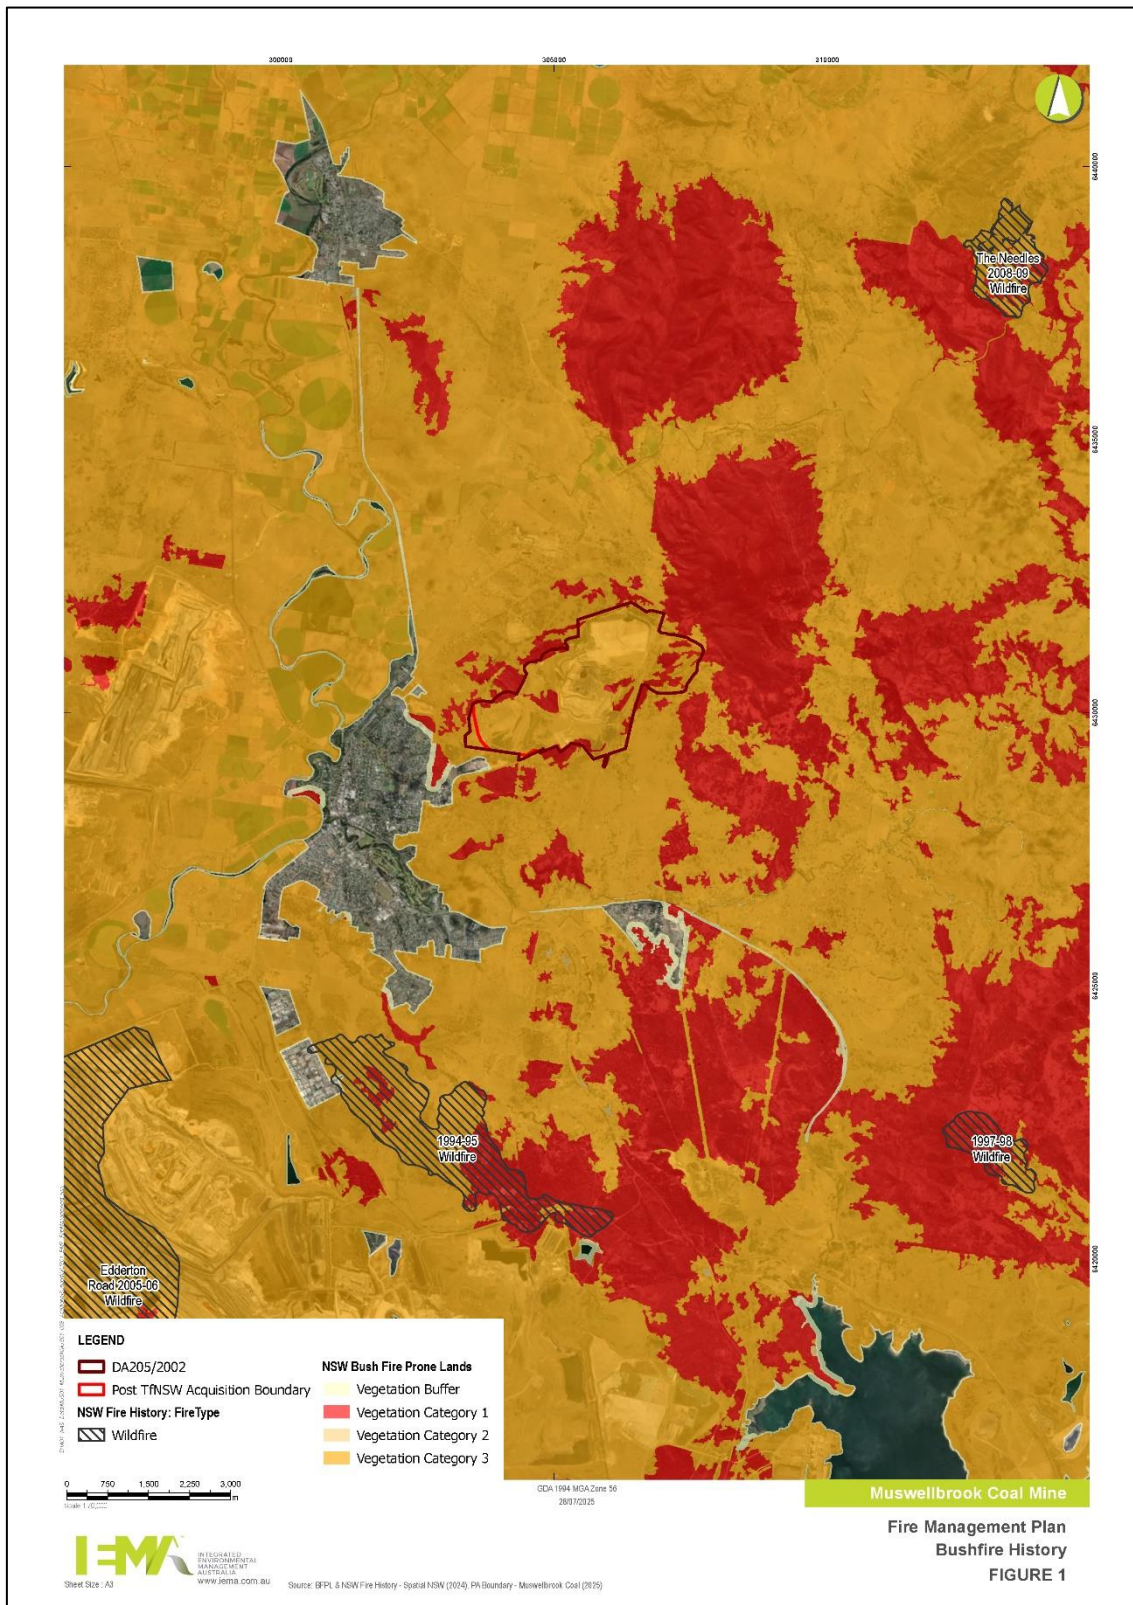 300000
305000
310000
6440000
The Needles
2008-09
Wildfire
6435000
6430000
6425000
1994-95
Wildfire
1997-98
Wildfire
6420000
Edderton
Road 2005-06
Wildfire
LEGEND
DA205/2002
Post TfNSW Acquisition Boundary
NSW Fire History: FireType
Wildfire
NSW Bush Fire Prone Lands
Vegetation Buffer
Vegetation Category 1
Vegetation Category 2
Vegetation Category 3
0 750 1,500 2,250 3,000
m
GDA 1994 MGA Zone 56
28/07/2025
Muswellbrook Coal Mine
Fire Management Plan
Bushfire History
FIGURE 1
IEMA
INTEGRATED
ENVIRONMENTAL
MANAGEMENT
AUSTRALIA
www.iema.com.au
Sheet Size : A3
Source: BFPL & NSW Fire History - Spatial NSW (2024), PA Boundary - Muswellbrook Coal (2025)